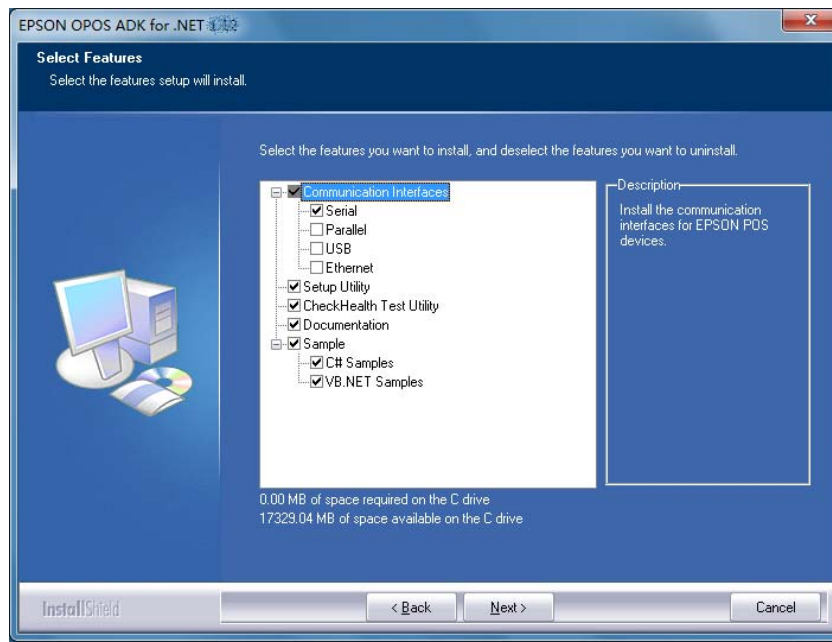 EPSON OPOS ADK for .NET
Select Features
Select the features setup will install.
Select the features you want to install, and deselect the features you want to uninstall.
Communication Interfaces
Serial
Parallel
USB
Ethernet
Setup Utility
CheckHealth Test Utility
Documentation
Sample
C# Samples
VB.NET Samples
Description
Install the communication
interfaces for EPSON POS
devices.
0.00 MB of space required on the C drive
17329.04 MB of space available on the C drive
InstallShield
< Back
Next >
Cancel